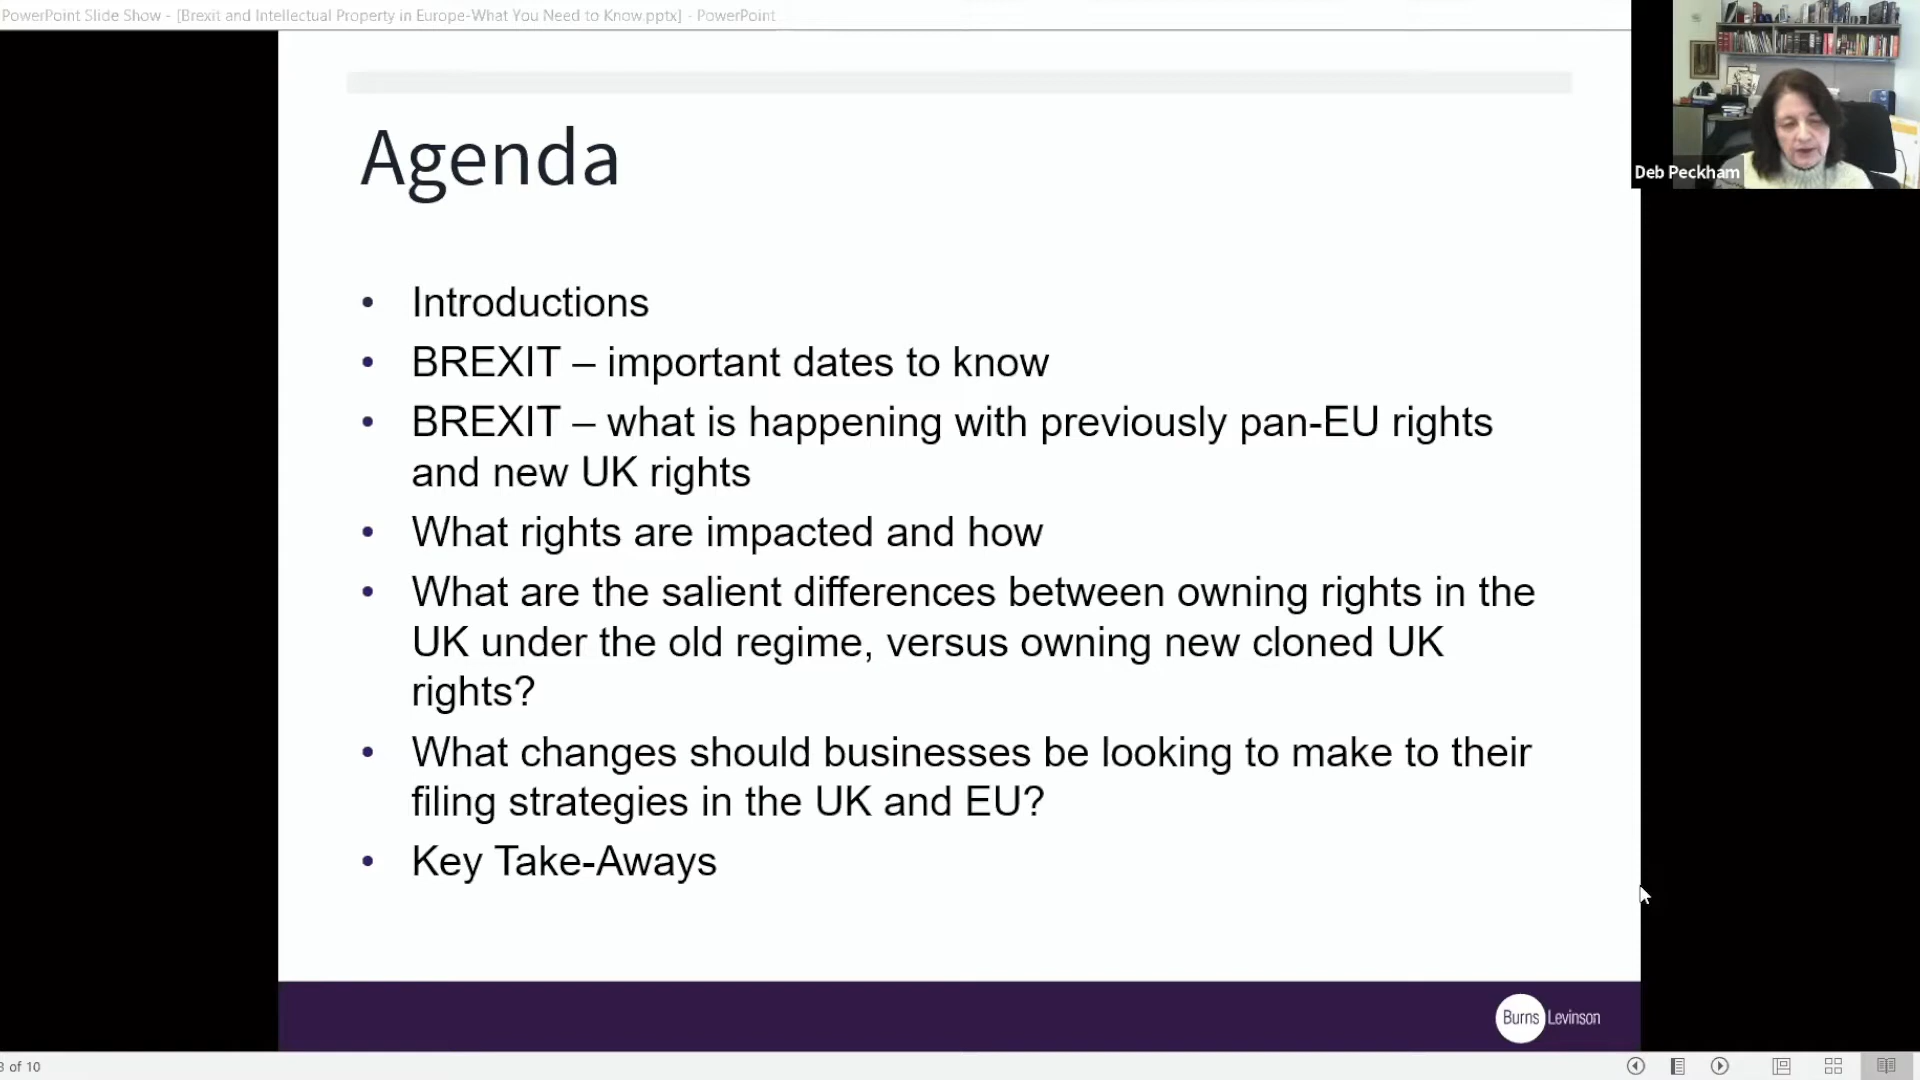 PowerPoint Slide Show - [Brexit and Intellectual Property in Europe-What You Need to Know.pptx] - PowerPoint
Deb Peckham
Agenda
• Introductions
• BREXIT – important dates to know
• BREXIT – what is happening with previously pan-EU rights
and new UK rights
• What rights are impacted and how
• What are the salient differences between owning rights in the
UK under the old regime, versus owning new cloned UK
rights?
• What changes should businesses be looking to make to their
filing strategies in the UK and EU?
• Key Take-Aways
Burns Levinson
3 of 10